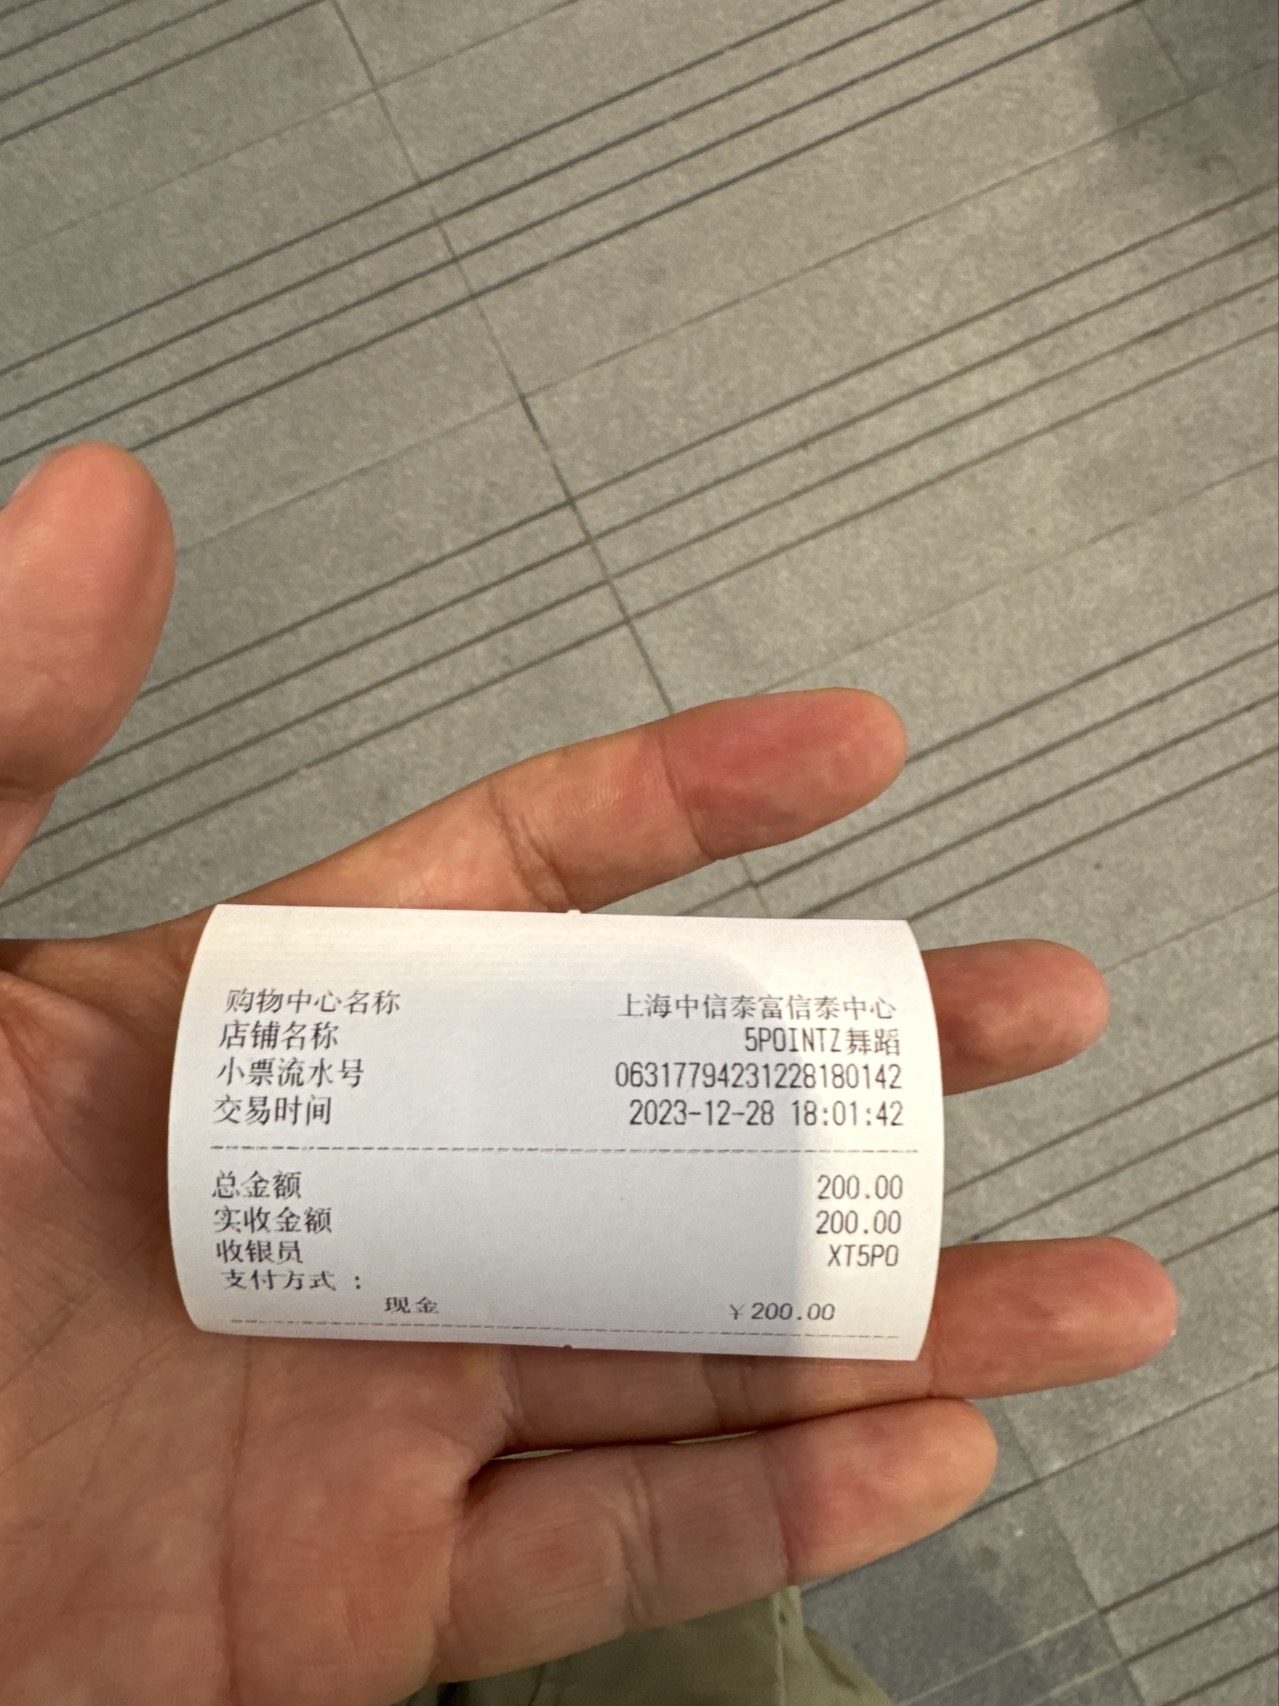 购物中心名称 上海中信泰富信泰中心
店铺名称 5POINTZ舞蹈
小票流水号 06317794231228180142
交易时间 2023-12-28 18:01:42
总金额 200.00
实收金额 200.00
收银员 XT5PO
支付方式 :
现金 ￥200.00